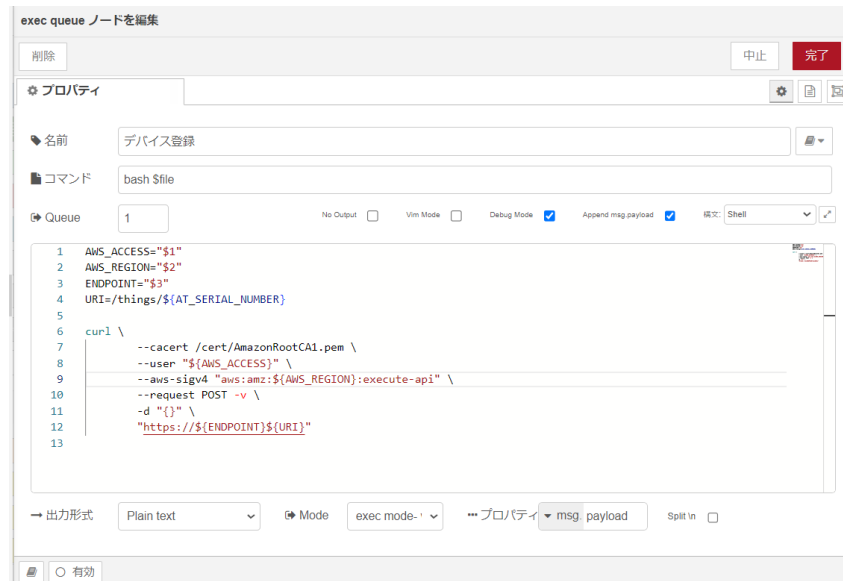 exec queue ノードを編集
削除 中止 完了
プロパティ
名前 デバイス登録
コマンド bash $file
Queue 1 No Output Vim Mode Debug Mode Append msg.payload 構文: Shell
1 AWS_ACCESS="$1"
2 AWS_REGION="$2"
3 ENDPOINT="$3"
4 URI=/things/${AT_SERIAL_NUMBER}
5
6 curl \
7 --cacert /cert/AmazonRootCA1.pem \
8 --user "${AWS_ACCESS}" \
9 --aws-sigv4 "aws:amz:${AWS_REGION}:execute-api" \
10 --request POST -v \
11 -d "{}" \
12 "https://${ENDPOINT}${URI}"
13
出力形式 Plain text Mode exec mode- プロパティ msg. payload Split \n
有効